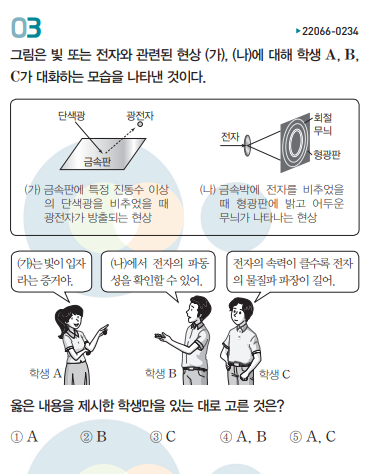 03
▶22066-0234
그림은 빛 또는 전자와 관련된 현상 (가), (나)에 대해 학생 A, B,
C가 대화하는 모습을 나타낸 것이다.
단색광
광전자
금속판
(가) 금속판에 특정 진동수 이상
의 단색광을 비추었을 때
광전자가 방출되는 현상
전자
회절
무늬
형광판
(나) 금속박에 전자를 비추었을
때 형광판에 밝고 어두운
무늬가 나타나는 현상
(가)는 빛이 입자
라는 증거야.
(나)에서 전자의 파동
성을 확인할 수 있어.
전자의 속력이 클수록 전자
의 물질파 파장이 길어.
학생 A
학생 B
학생 C
옳은 내용을 제시한 학생만을 있는 대로 고른 것은?
① A ② B ③ C ④ A, B ⑤ A, C